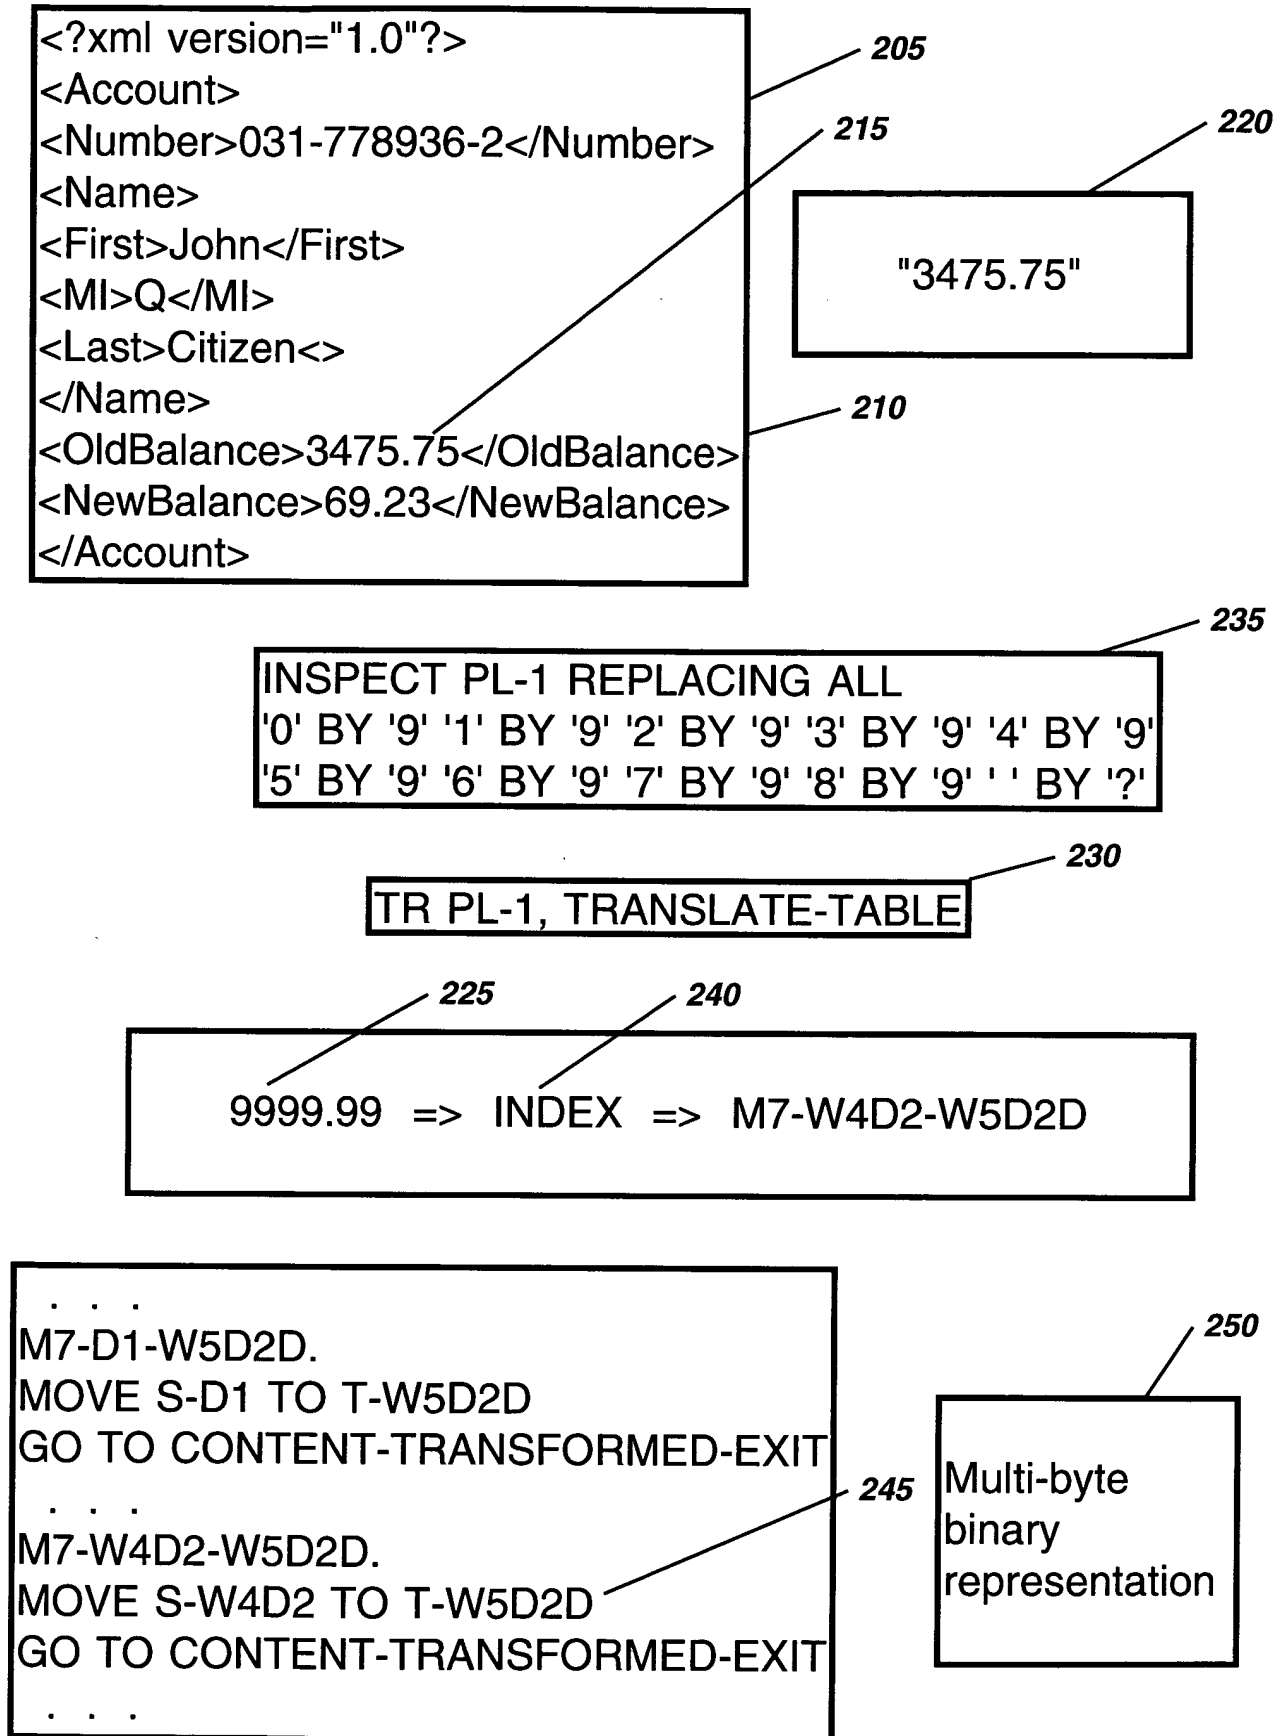 <?xml version="1.0"?>
<Account>
<Number>031-778936-2</Number>
<Name>
<First>John</First>
<MI>Q</MI>
<Last>Citizen<>
</Name>
<OldBalance>3475.75</OldBalance>
<NewBalance>69.23</NewBalance>
</Account>
205
215
220
"3475.75"
210
235
INSPECT PL-1 REPLACING ALL
'0' BY '9' '1' BY '9' '2' BY '9' '3' BY '9' '4' BY '9'
'5' BY '9' '6' BY '9' '7' BY '9' '8' BY '9' ' ' BY '?'
230
TR PL-1, TRANSLATE-TABLE
225 240
9999.99 => INDEX => M7-W4D2-W5D2D
. . .
M7-D1-W5D2D.
MOVE S-D1 TO T-W5D2D
GO TO CONTENT-TRANSFORMED-EXIT
. . .
M7-W4D2-W5D2D.
MOVE S-W4D2 TO T-W5D2D
GO TO CONTENT-TRANSFORMED-EXIT
. . .
245
250
Multi-byte
binary
representation